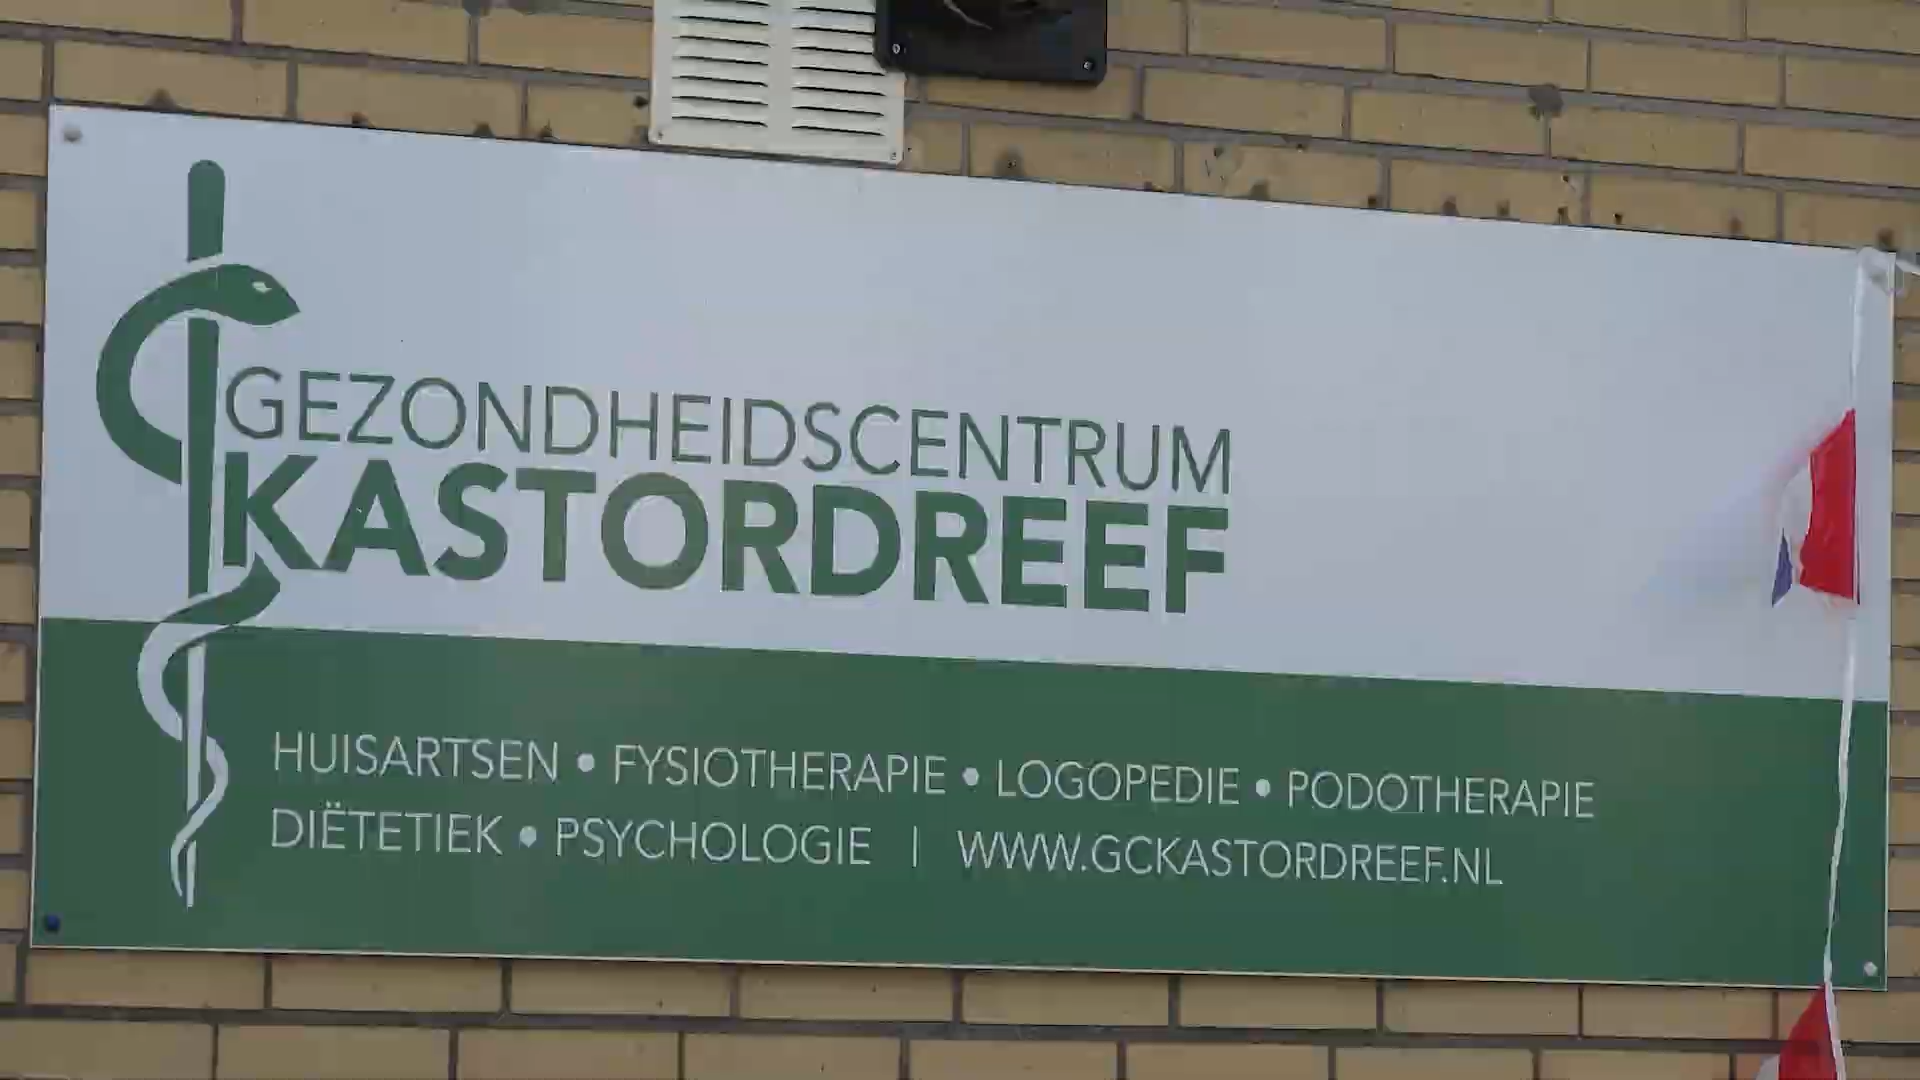 GEZONDHEIDSCENTRUM
KASTORDREEF
HUISARTSEN • FYSIOTHERAPIE • LOGOPEDIE • PODOTHERAPIE
DIËTETIEK • PSYCHOLOGIE | WWW.GCKASTORDREEF.NL